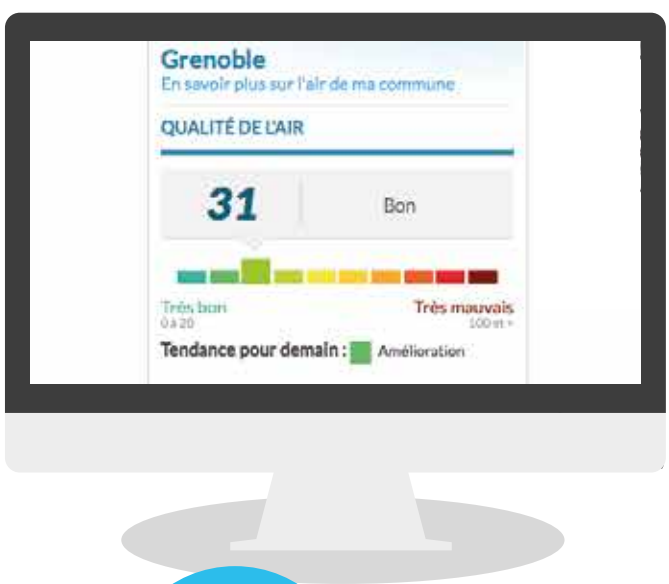 Grenoble
En savoir plus sur l'air de ma commune
QUALITÉ DE L'AIR
31 Bon
Très bon Très mauvais
0 à 20 100 et +
Tendance pour demain : Amélioration